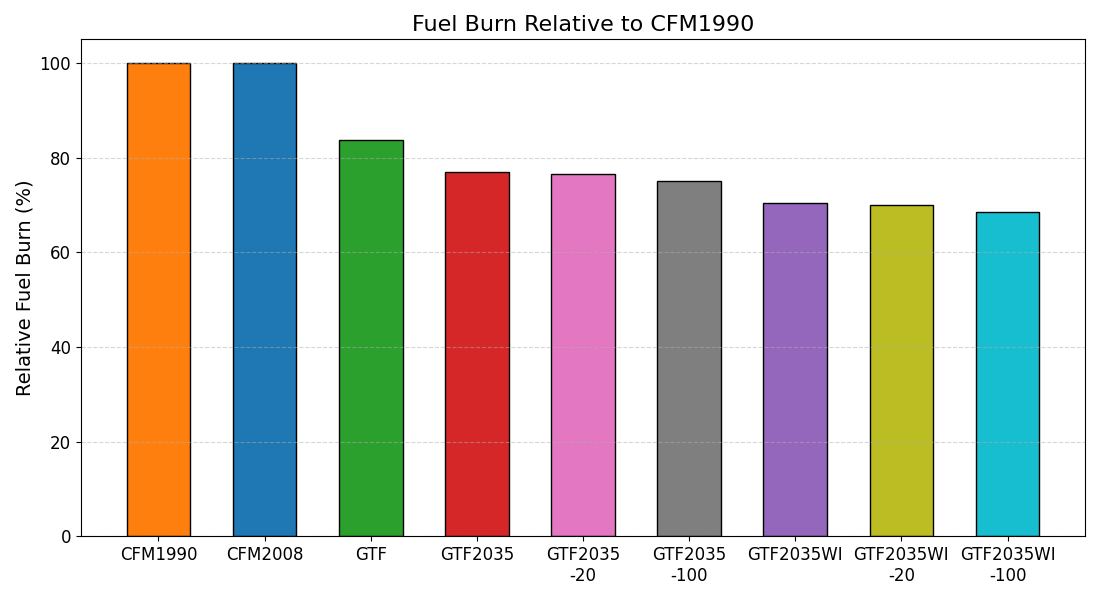 Fuel Burn Relative to CFM1990
Relative Fuel Burn (%)
100
80
60
40
20
0
CFM1990
CFM2008
GTF
GTF2035
GTF2035
-20
GTF2035
-100
GTF2035WI
GTF2035WI
-20
GTF2035WI
-100